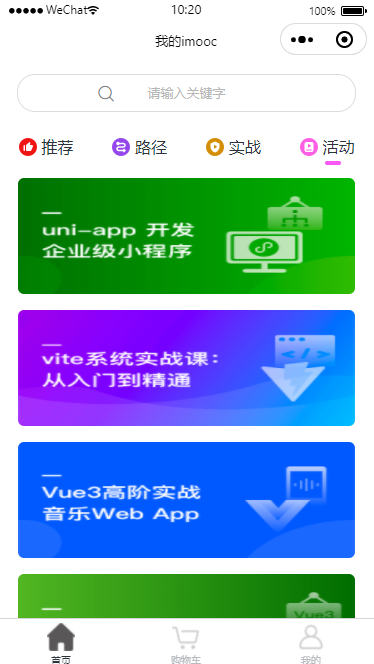 WeChat 10:20 100%
我的imooc
请输入关键字
推荐 路径 实战 活动
uni-app 开发
企业级小程序
vite系统实战课:
从入门到精通
Vue3高阶实战
音乐Web App
Vue3
首页 购物车 我的